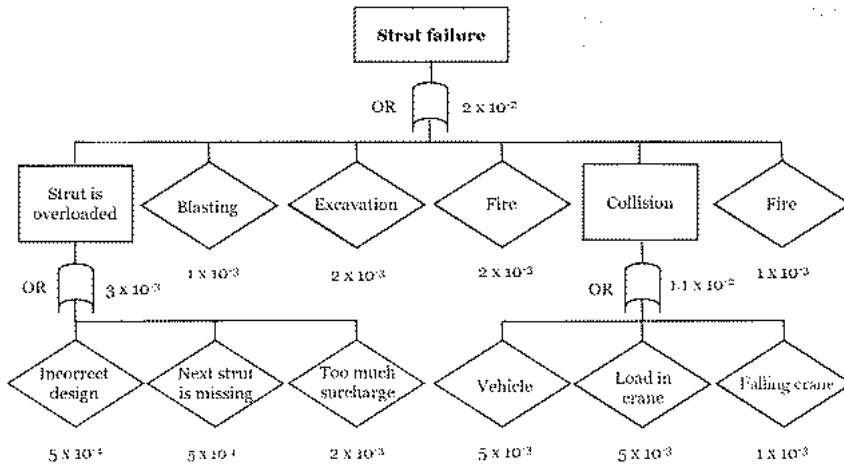 Strut failure
OR
2 x 10⁻²
Strut is
overloaded
Blasting
Excavation
Fire
Collision
Fire
1 x 10⁻³
2 x 10⁻³
2 x 10⁻³
1 x 10⁻³
OR
3 x 10⁻³
OR
1.1 x 10⁻²
Incorrect
design
Next strut
is missing
Too much
surcharge
Vehicle
Load in
crane
Falling crane
5 x 10⁻⁴
5 x 10⁻⁴
2 x 10⁻³
5 x 10⁻³
5 x 10⁻³
1 x 10⁻³